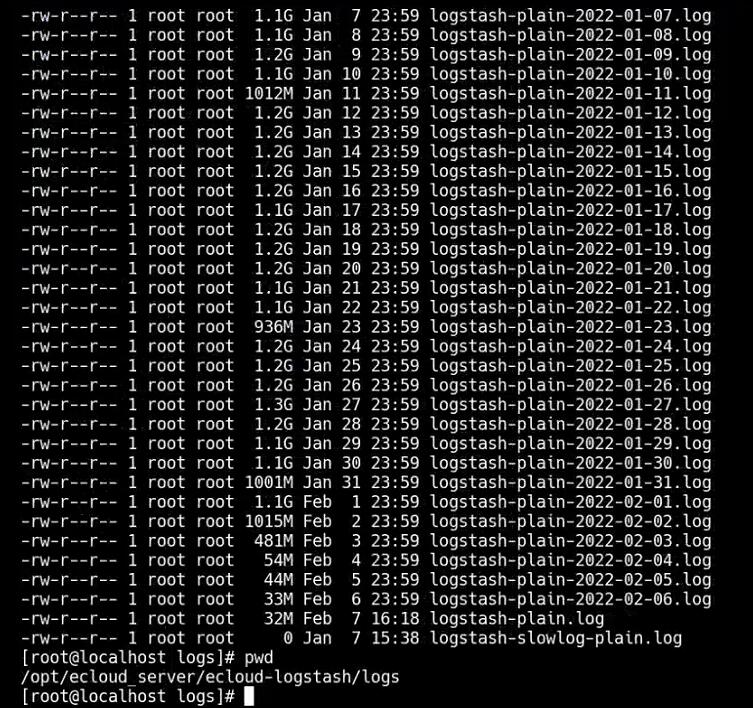 -rw-r--r-- 1 root root  1.1G Jan  7 23:59 logstash-plain-2022-01-07.log
-rw-r--r-- 1 root root  1.1G Jan  8 23:59 logstash-plain-2022-01-08.log
-rw-r--r-- 1 root root  1.2G Jan  9 23:59 logstash-plain-2022-01-09.log
-rw-r--r-- 1 root root  1.1G Jan 10 23:59 logstash-plain-2022-01-10.log
-rw-r--r-- 1 root root 1012M Jan 11 23:59 logstash-plain-2022-01-11.log
-rw-r--r-- 1 root root  1.2G Jan 12 23:59 logstash-plain-2022-01-12.log
-rw-r--r-- 1 root root  1.2G Jan 13 23:59 logstash-plain-2022-01-13.log
-rw-r--r-- 1 root root  1.2G Jan 14 23:59 logstash-plain-2022-01-14.log
-rw-r--r-- 1 root root  1.2G Jan 15 23:59 logstash-plain-2022-01-15.log
-rw-r--r-- 1 root root  1.2G Jan 16 23:59 logstash-plain-2022-01-16.log
-rw-r--r-- 1 root root  1.1G Jan 17 23:59 logstash-plain-2022-01-17.log
-rw-r--r-- 1 root root  1.2G Jan 18 23:59 logstash-plain-2022-01-18.log
-rw-r--r-- 1 root root  1.2G Jan 19 23:59 logstash-plain-2022-01-19.log
-rw-r--r-- 1 root root  1.2G Jan 20 23:59 logstash-plain-2022-01-20.log
-rw-r--r-- 1 root root  1.1G Jan 21 23:59 logstash-plain-2022-01-21.log
-rw-r--r-- 1 root root  1.1G Jan 22 23:59 logstash-plain-2022-01-22.log
-rw-r--r-- 1 root root  936M Jan 23 23:59 logstash-plain-2022-01-23.log
-rw-r--r-- 1 root root  1.2G Jan 24 23:59 logstash-plain-2022-01-24.log
-rw-r--r-- 1 root root  1.2G Jan 25 23:59 logstash-plain-2022-01-25.log
-rw-r--r-- 1 root root  1.2G Jan 26 23:59 logstash-plain-2022-01-26.log
-rw-r--r-- 1 root root  1.3G Jan 27 23:59 logstash-plain-2022-01-27.log
-rw-r--r-- 1 root root  1.2G Jan 28 23:59 logstash-plain-2022-01-28.log
-rw-r--r-- 1 root root  1.1G Jan 29 23:59 logstash-plain-2022-01-29.log
-rw-r--r-- 1 root root  1.1G Jan 30 23:59 logstash-plain-2022-01-30.log
-rw-r--r-- 1 root root 1001M Jan 31 23:59 logstash-plain-2022-01-31.log
-rw-r--r-- 1 root root  1.1G Feb  1 23:59 logstash-plain-2022-02-01.log
-rw-r--r-- 1 root root 1015M Feb  2 23:59 logstash-plain-2022-02-02.log
-rw-r--r-- 1 root root  481M Feb  3 23:59 logstash-plain-2022-02-03.log
-rw-r--r-- 1 root root   54M Feb  4 23:59 logstash-plain-2022-02-04.log
-rw-r--r-- 1 root root   44M Feb  5 23:59 logstash-plain-2022-02-05.log
-rw-r--r-- 1 root root   33M Feb  6 23:59 logstash-plain-2022-02-06.log
-rw-r--r-- 1 root root   32M Feb  7 16:18 logstash-plain.log
-rw-r--r-- 1 root root     0 Jan  7 15:38 logstash-slowlog-plain.log
[root@localhost logs]# pwd
/opt/ecloud_server/ecloud-logstash/logs
[root@localhost logs]#